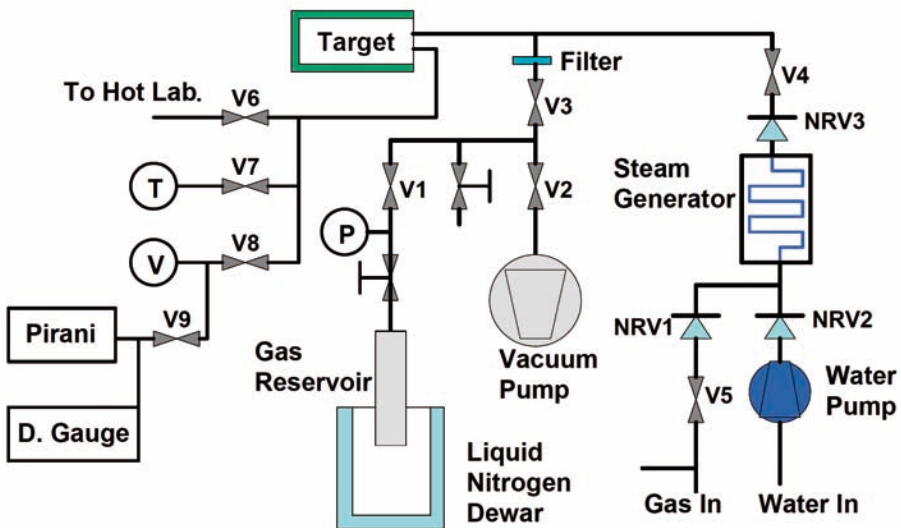 Target
Filter
V4
To Hot Lab.
V6
V3
NRV3
V7
T
V1
V2
Steam
Generator
P
V8
V
V9
Pirani
NRV1
NRV2
Gas
Reservoir
Vacuum
Pump
V5
Water
Pump
D. Gauge
Liquid
Nitrogen
Dewar
Gas In
Water In